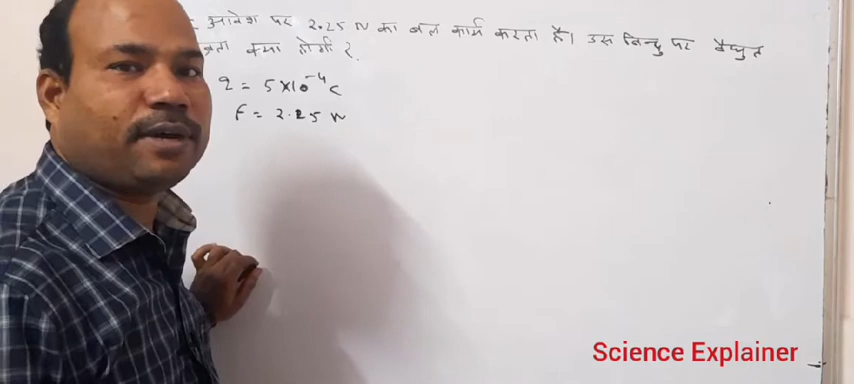 आवेश पर 2.25 N का बल कार्य करता है। उस बिन्दु पर वैद्युत
क्या होगी ?
q = 5×10⁻⁴ C
F = 2.25 N
Science Explainer